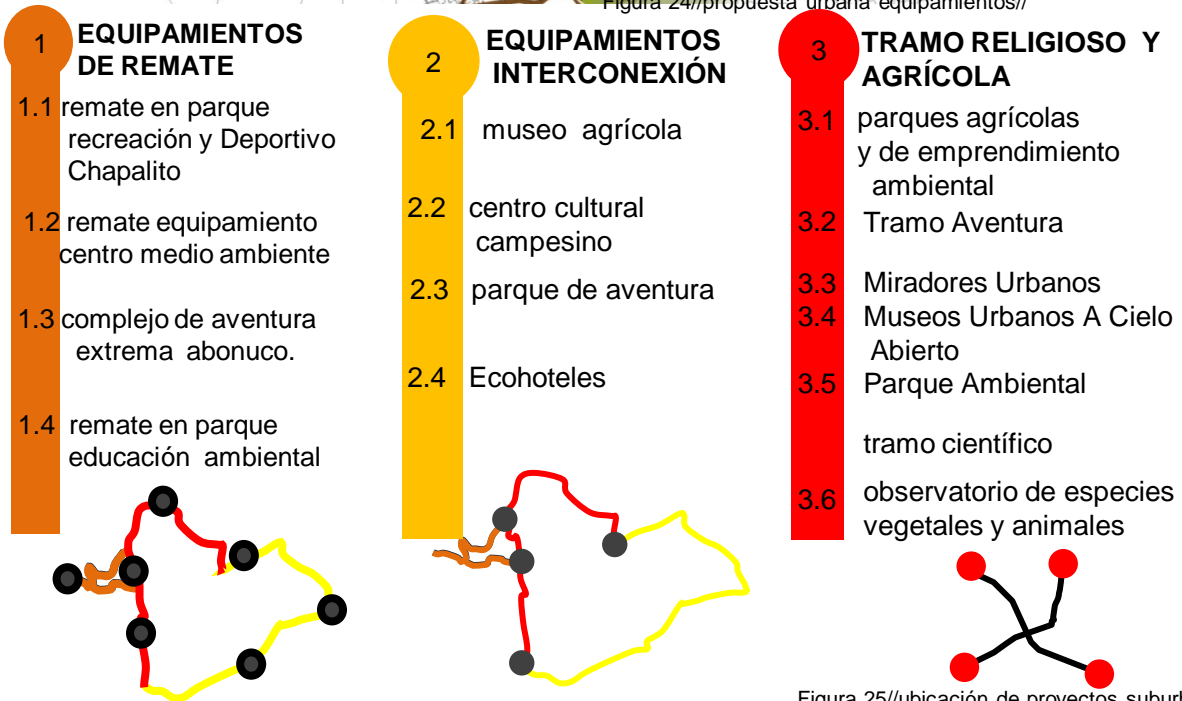 Figura 24//propuesta urbana equipamientos//
1
EQUIPAMIENTOS
DE REMATE
1.1 remate en parque
recreación y Deportivo
Chapalito
1.2 remate equipamiento
centro medio ambiente
1.3 complejo de aventura
extrema abonuco.
1.4 remate en parque
educación ambiental
2
EQUIPAMIENTOS
INTERCONEXIÓN
2.1 museo agrícola
2.2 centro cultural
campesino
2.3 parque de aventura
2.4 Ecohoteles
3
TRAMO RELIGIOSO Y
AGRÍCOLA
3.1 parques agrícolas
y de emprendimiento
ambiental
3.2 Tramo Aventura
3.3 Miradores Urbanos
3.4 Museos Urbanos A Cielo
Abierto
3.5 Parque Ambiental
tramo científico
3.6 observatorio de especies
vegetales y animales
Figura 25//ubicación de proyectos